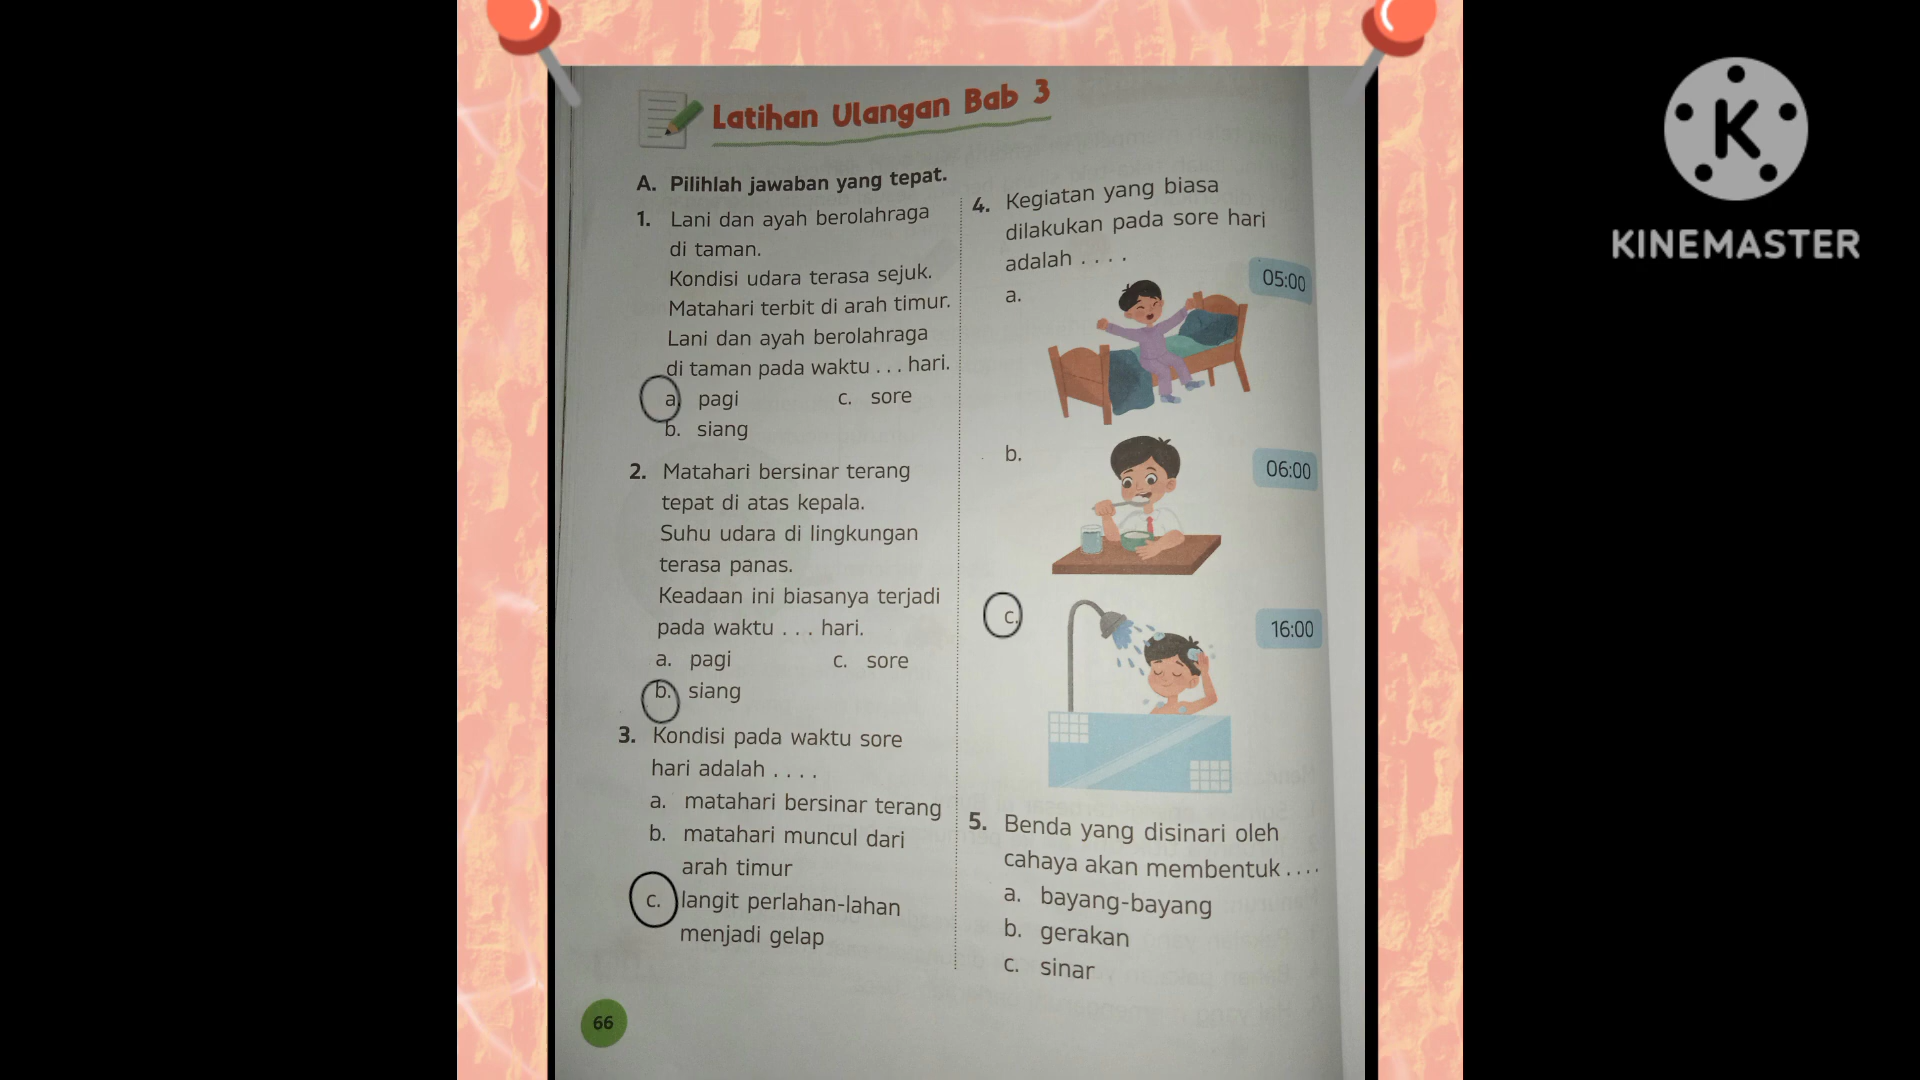 Latihan Ulangan Bab 3
A. Pilihlah jawaban yang tepat.
1. Lani dan ayah berolahraga
di taman.
Kondisi udara terasa sejuk.
Matahari terbit di arah timur.
Lani dan ayah berolahraga
di taman pada waktu . . . hari.
a. pagi c. sore
b. siang
2. Matahari bersinar terang
tepat di atas kepala.
Suhu udara di lingkungan
terasa panas.
Keadaan ini biasanya terjadi
pada waktu . . . hari.
a. pagi c. sore
b. siang
3. Kondisi pada waktu sore
hari adalah . . . .
a. matahari bersinar terang
b. matahari muncul dari
arah timur
c. langit perlahan-lahan
menjadi gelap
66
4. Kegiatan yang biasa
dilakukan pada sore hari
adalah . . . .
a. 05:00
b. 06:00
c. 16:00
5. Benda yang disinari oleh
cahaya akan membentuk . . . .
a. bayang-bayang
b. gerakan
c. sinar
K
KINEMASTER